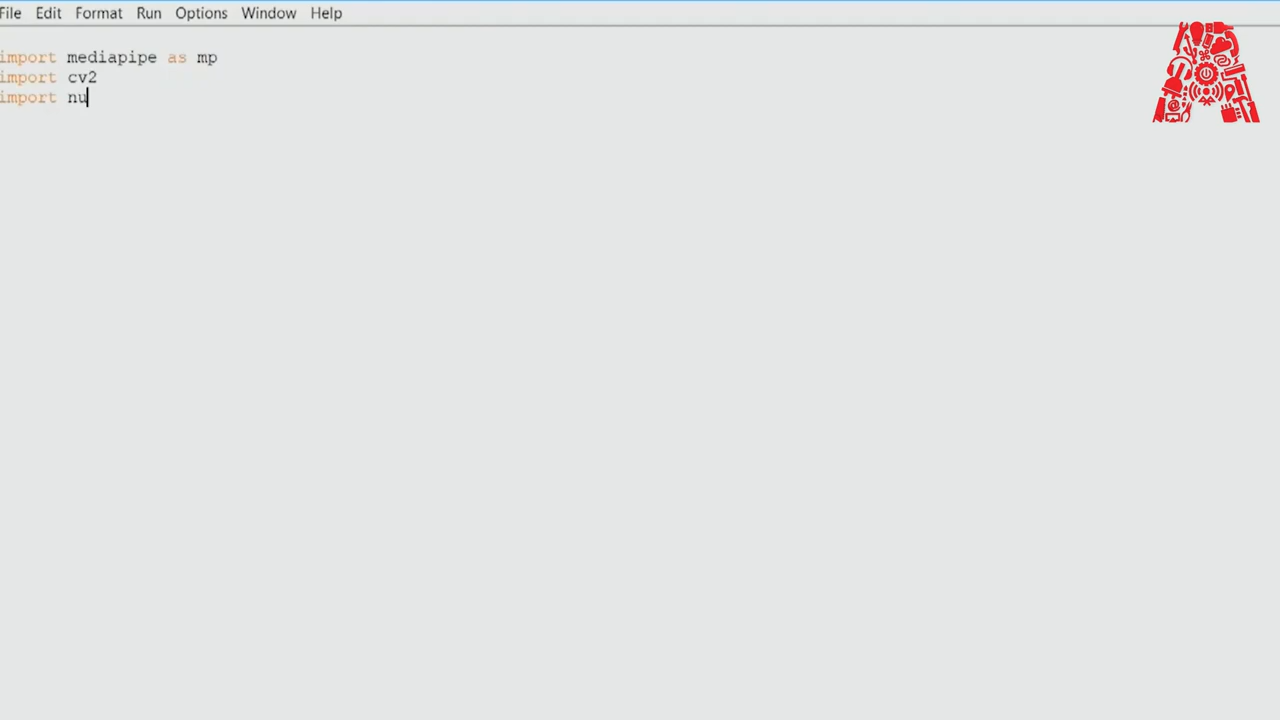 File Edit Format Run Options Window Help
import mediapipe as mp
import cv2
import nu